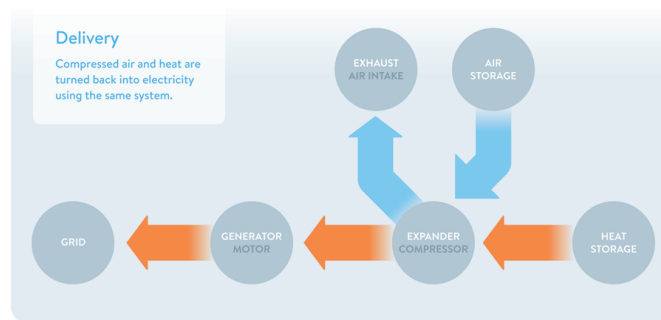 Delivery
Compressed air and heat are
turned back into electricity
using the same system.
EXHAUST
AIR INTAKE
AIR
STORAGE
GRID
GENERATOR
MOTOR
EXPANDER
COMPRESSOR
HEAT
STORAGE